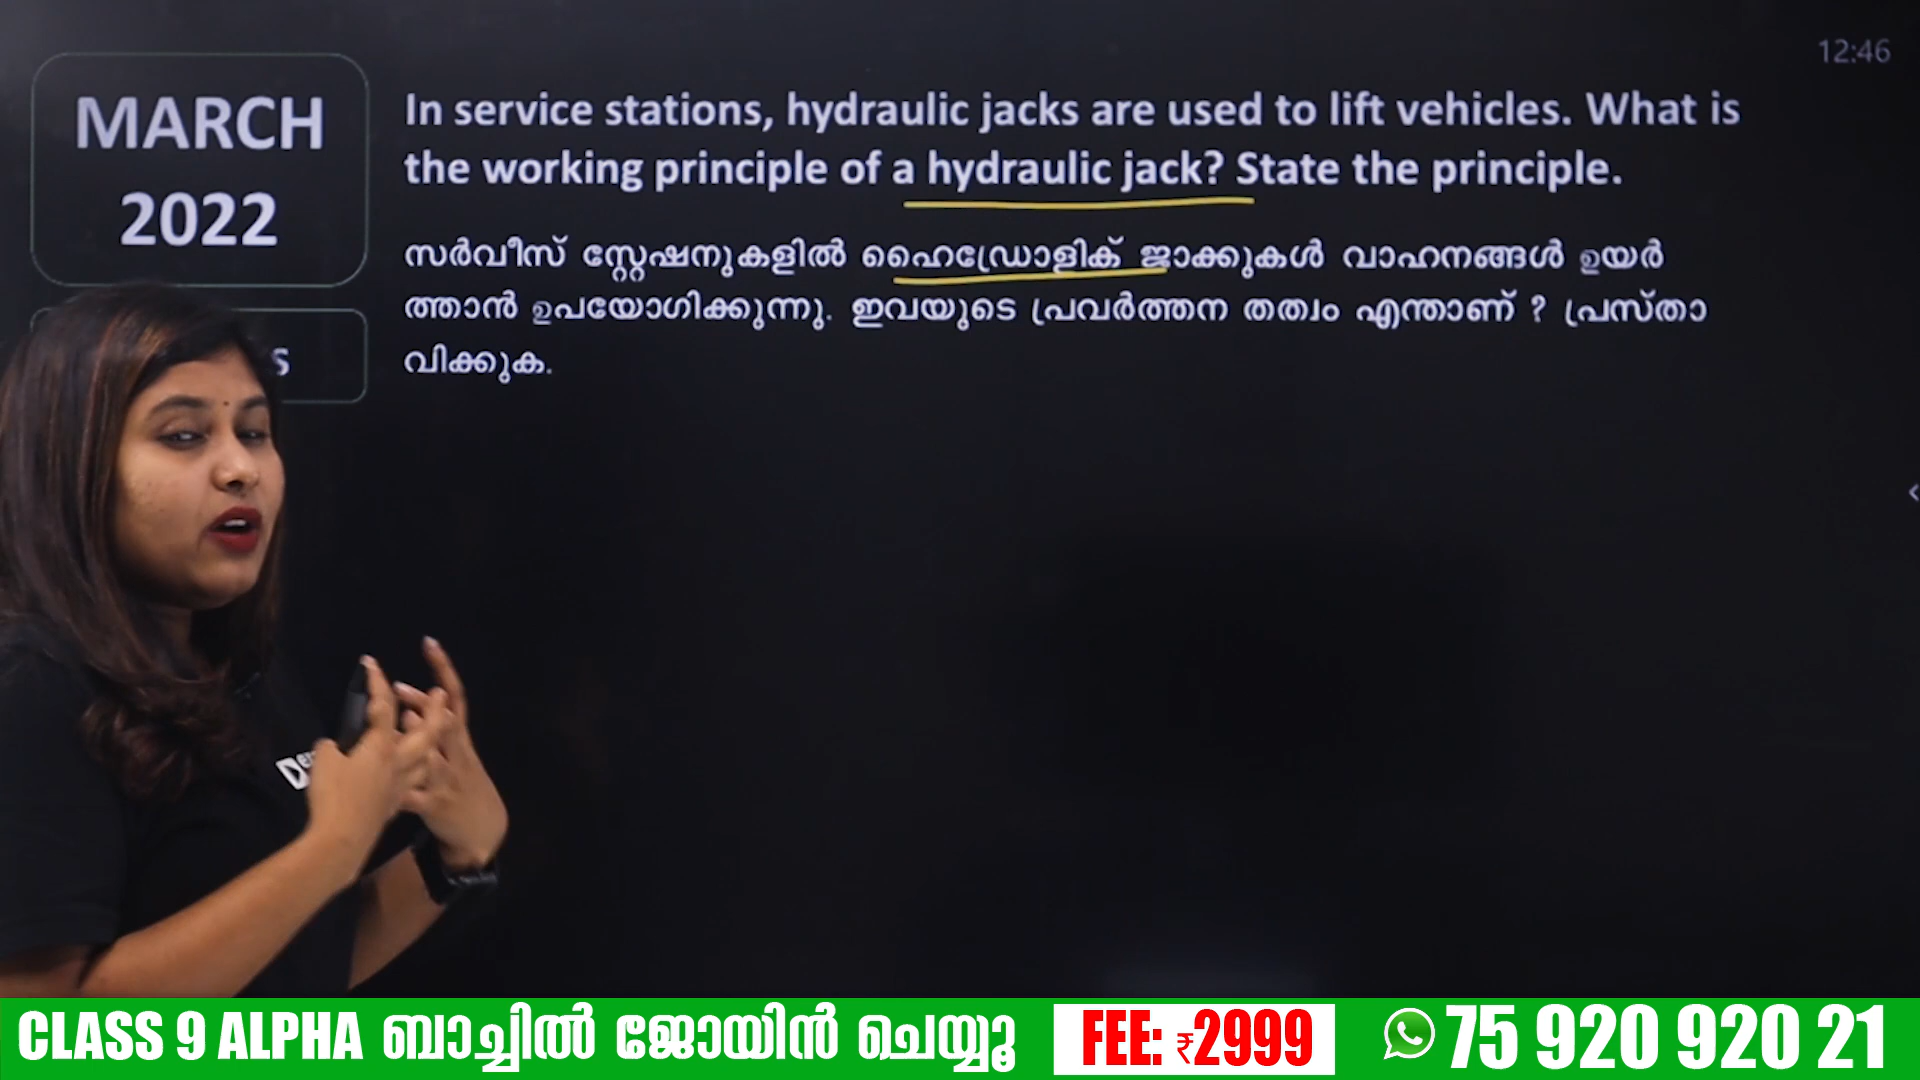 12:46
MARCH
2022
In service stations, hydraulic jacks are used to lift vehicles. What is
the working principle of a hydraulic jack? State the principle.
സർവീസ് സ്റ്റേഷനുകളിൽ ഹൈഡ്രോളിക് ജാക്കുകൾ വാഹനങ്ങൾ ഉയർ
ത്താൻ ഉപയോഗിക്കുന്നു. ഇവയുടെ പ്രവർത്തന തത്വം എന്താണ് ? പ്രസ്താ
വിക്കുക.
CLASS 9 ALPHA ബാച്ചിൽ ജോയിൻ ചെയ്യൂ FEE: ₹2999 75 920 920 21